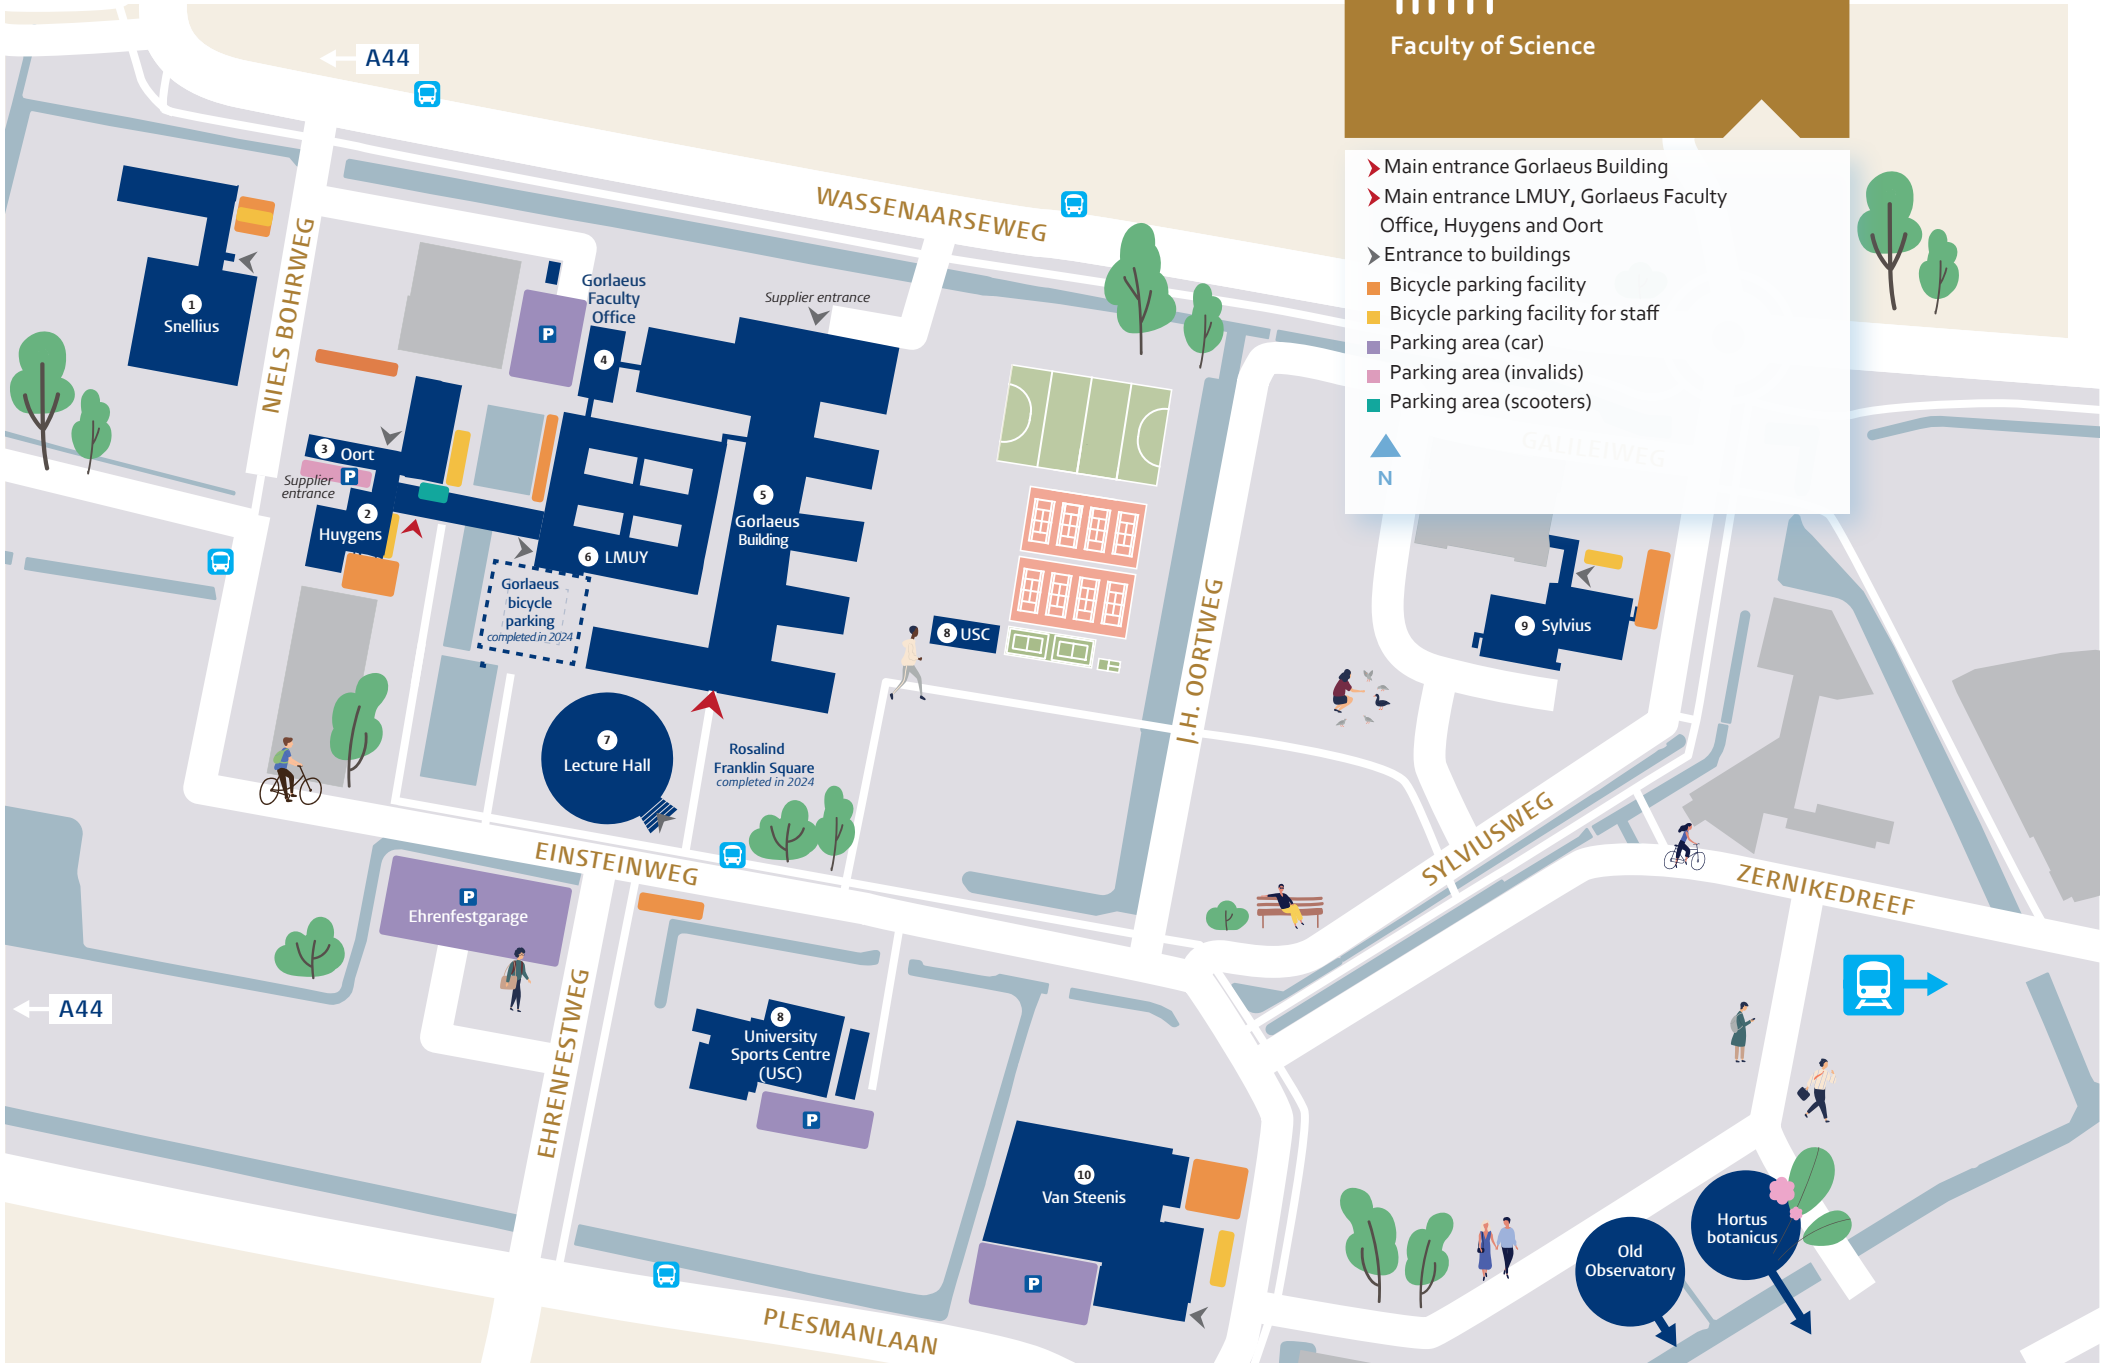 Faculty of Science
A44
Main entrance Gorlaeus Building
Main entrance LMUY, Gorlaeus Faculty
Office, Huygens and Oort
Entrance to buildings
Bicycle parking facility
Bicycle parking facility for staff
Parking area (car)
Parking area (invalids)
Parking area (scooters)
N
GALILEIWEG
WASSENAARSEWEG
NIELS BOHRWEG
1
Snellius
P
Gorlaeus
Faculty
Office
4
Supplier entrance
3 Oort
P
Supplier
entrance
2
Huygens
5
Gorlaeus
Building
6 LMUY
Gorlaeus
bicycle
parking
completed in 2024
8 USC
J.H. OORTWEG
9 Sylvius
7
Lecture Hall
Rosalind
Franklin Square
completed in 2024
EINSTEINWEG
SYLVIUSWEG
ZERNIKEDREEF
P
Ehrenfestgarage
A44
EHRENFESTWEG
8
University
Sports Centre
(USC)
P
10
Van Steenis
P
Hortus
botanicus
Old
Observatory
PLESMANLAAN